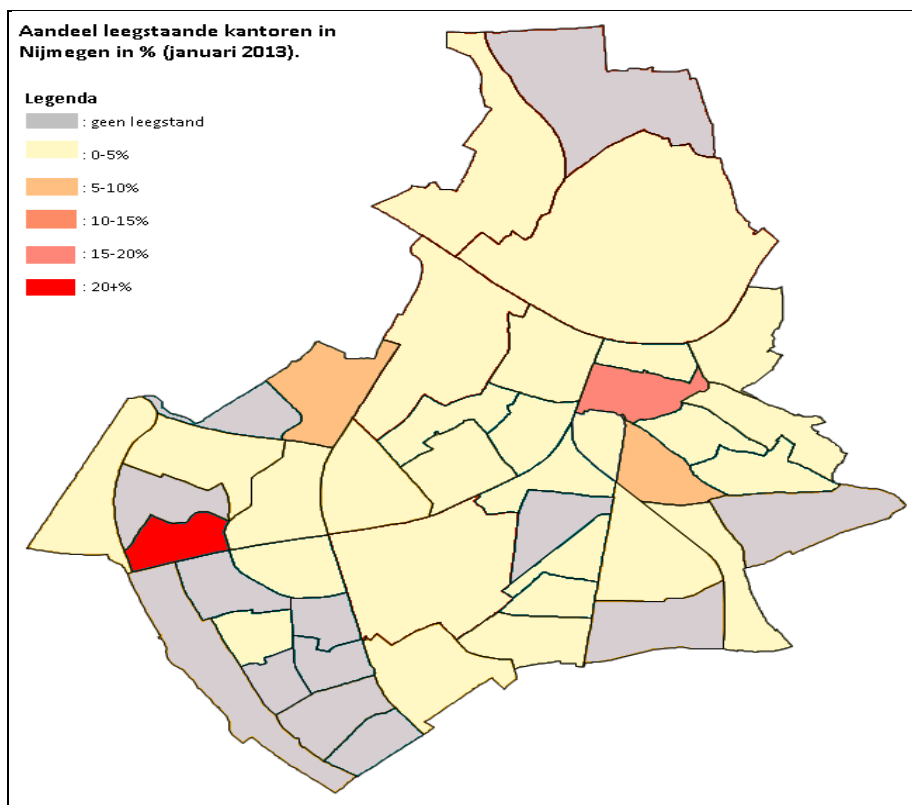 Aandeel leegstaande kantoren in
Nijmegen in % (januari 2013).
Legenda
: geen leegstand
: 0-5%
: 5-10%
: 10-15%
: 15-20%
: 20+%